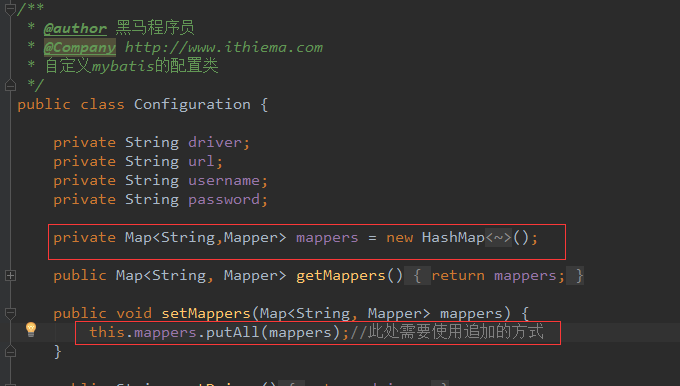 /**
* @author 黑马程序员
* @Company http://www.ithiema.com
* 自定义mybatis的配置类
*/
public class Configuration {
private String driver;
private String url;
private String username;
private String password;
private Map<String,Mapper> mappers = new HashMap<~>();
public Map<String, Mapper> getMappers() { return mappers; }
public void setMappers(Map<String, Mapper> mappers) {
this.mappers.putAll(mappers);//此处需要使用追加的方式
}